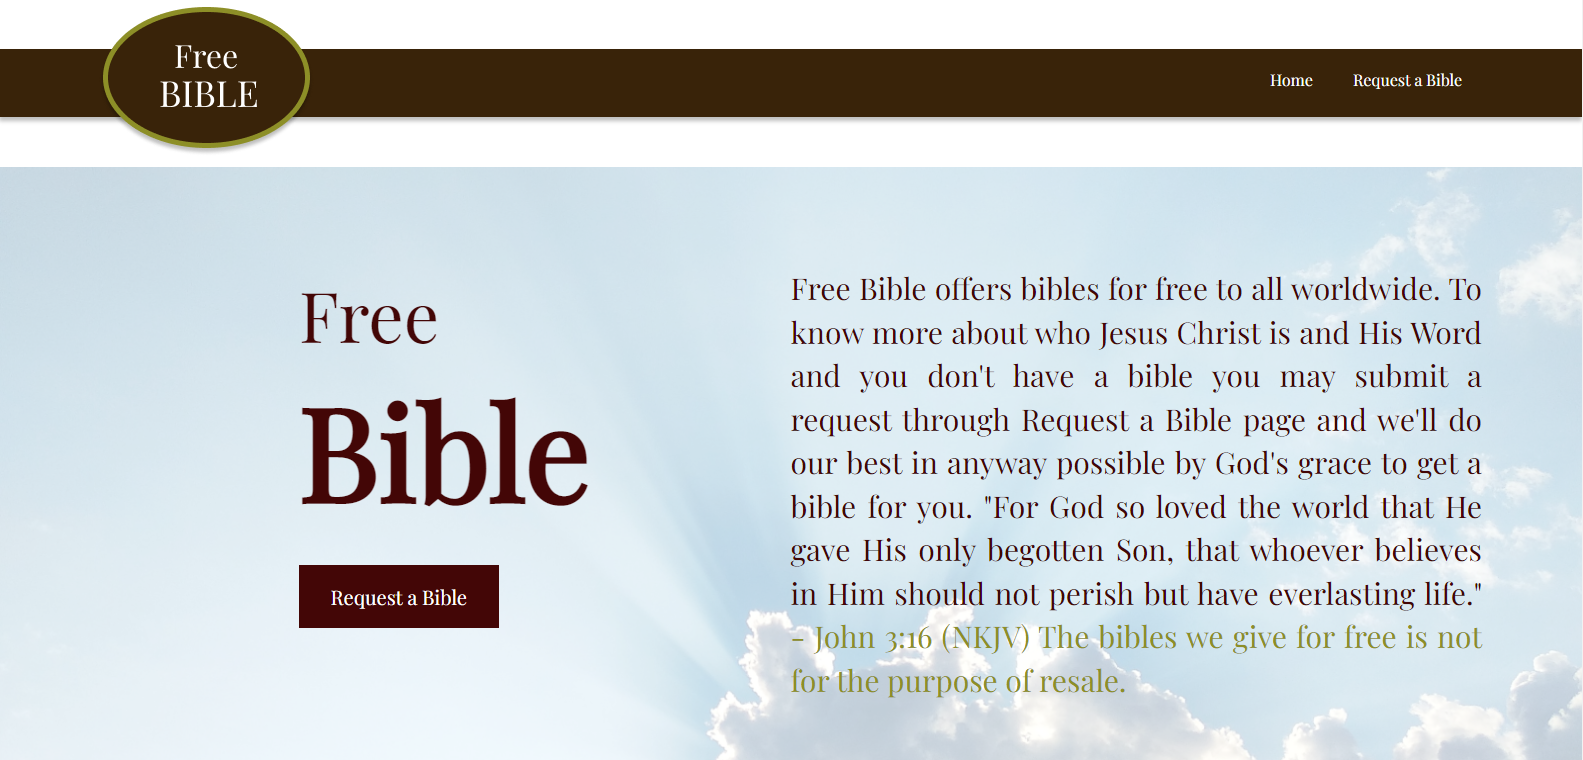 Free
BIBLE
Home
Request a Bible
Free
Bible
Request a Bible
Free Bible offers bibles for free to all worldwide. To
know more about who Jesus Christ is and His Word
and you don't have a bible you may submit a
request through Request a Bible page and we'll do
our best in anyway possible by God's grace to get a
bible for you. "For God so loved the world that He
gave His only begotten Son, that whoever believes
in Him should not perish but have everlasting life."
- John 3:16 (NKJV) The bibles we give for free is not
for the purpose of resale.